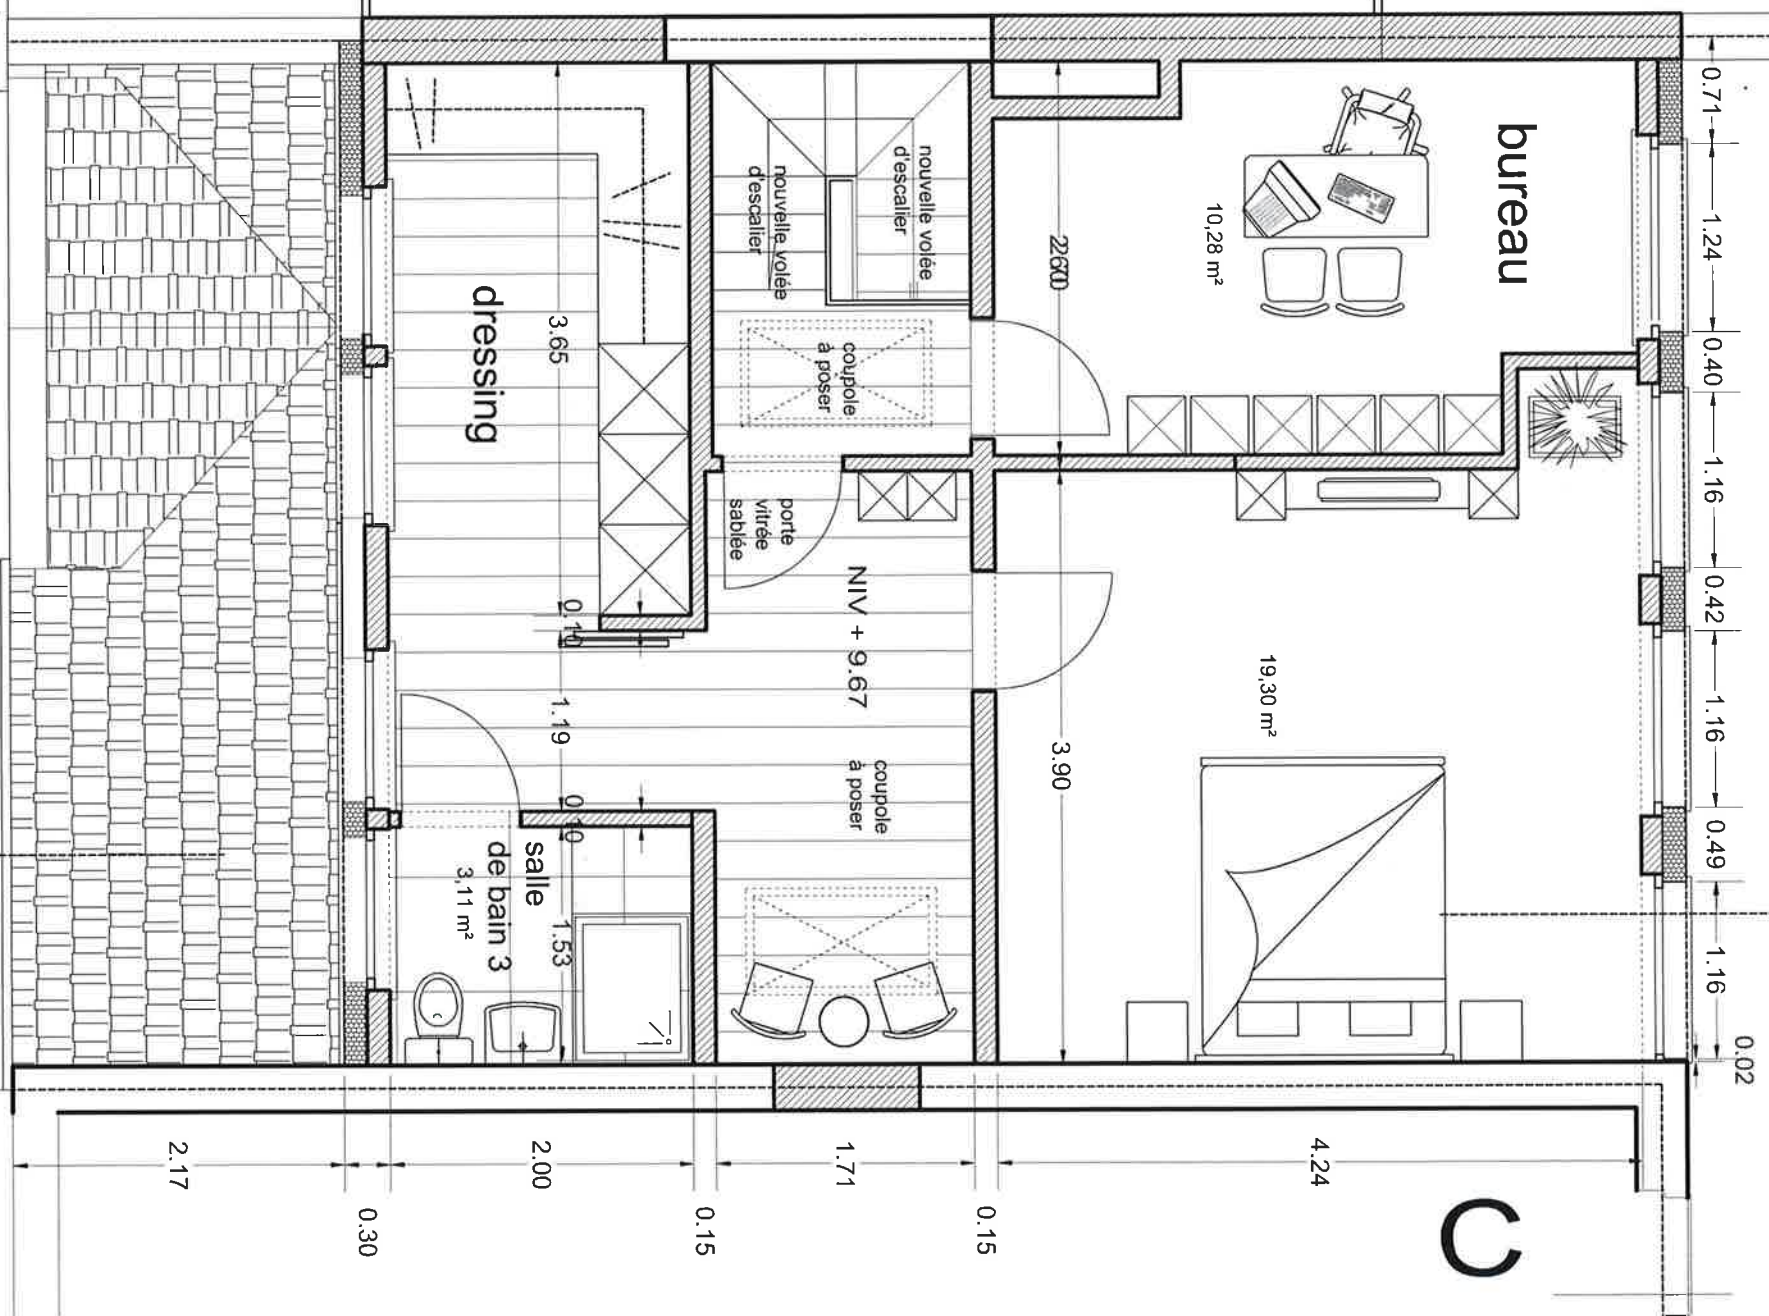 bureau
10,28 m²
nouvelle volée
d'escalier
nouvelle volée
d'escalier
coupole
à poser
dressing
3.65
porte
vitrée
sablée
NIV + 9.67
19,30 m²
3.90
0.10
1.19
0.10
coupole
à poser
salle
de bain 3
3,11 m²
1.53
0.71
1.24
0.40
1.16
0.42
1.16
0.49
1.16
0.02
2.17
0.30
2.00
0.15
1.71
0.15
4.24
C